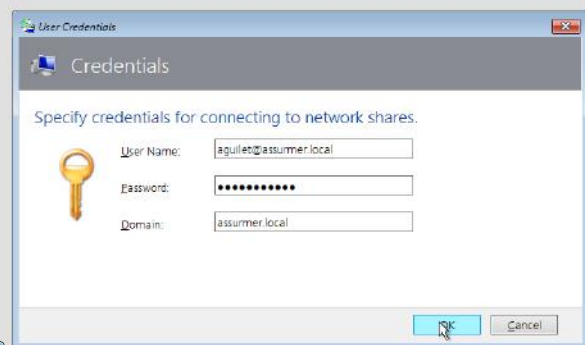 User Credentials
Credentials
Specify credentials for connecting to network shares.
User Name: aguilet@assurmer.local
Password: ●●●●●●●●●●●
Domain: assurmer.local
OK Cancel